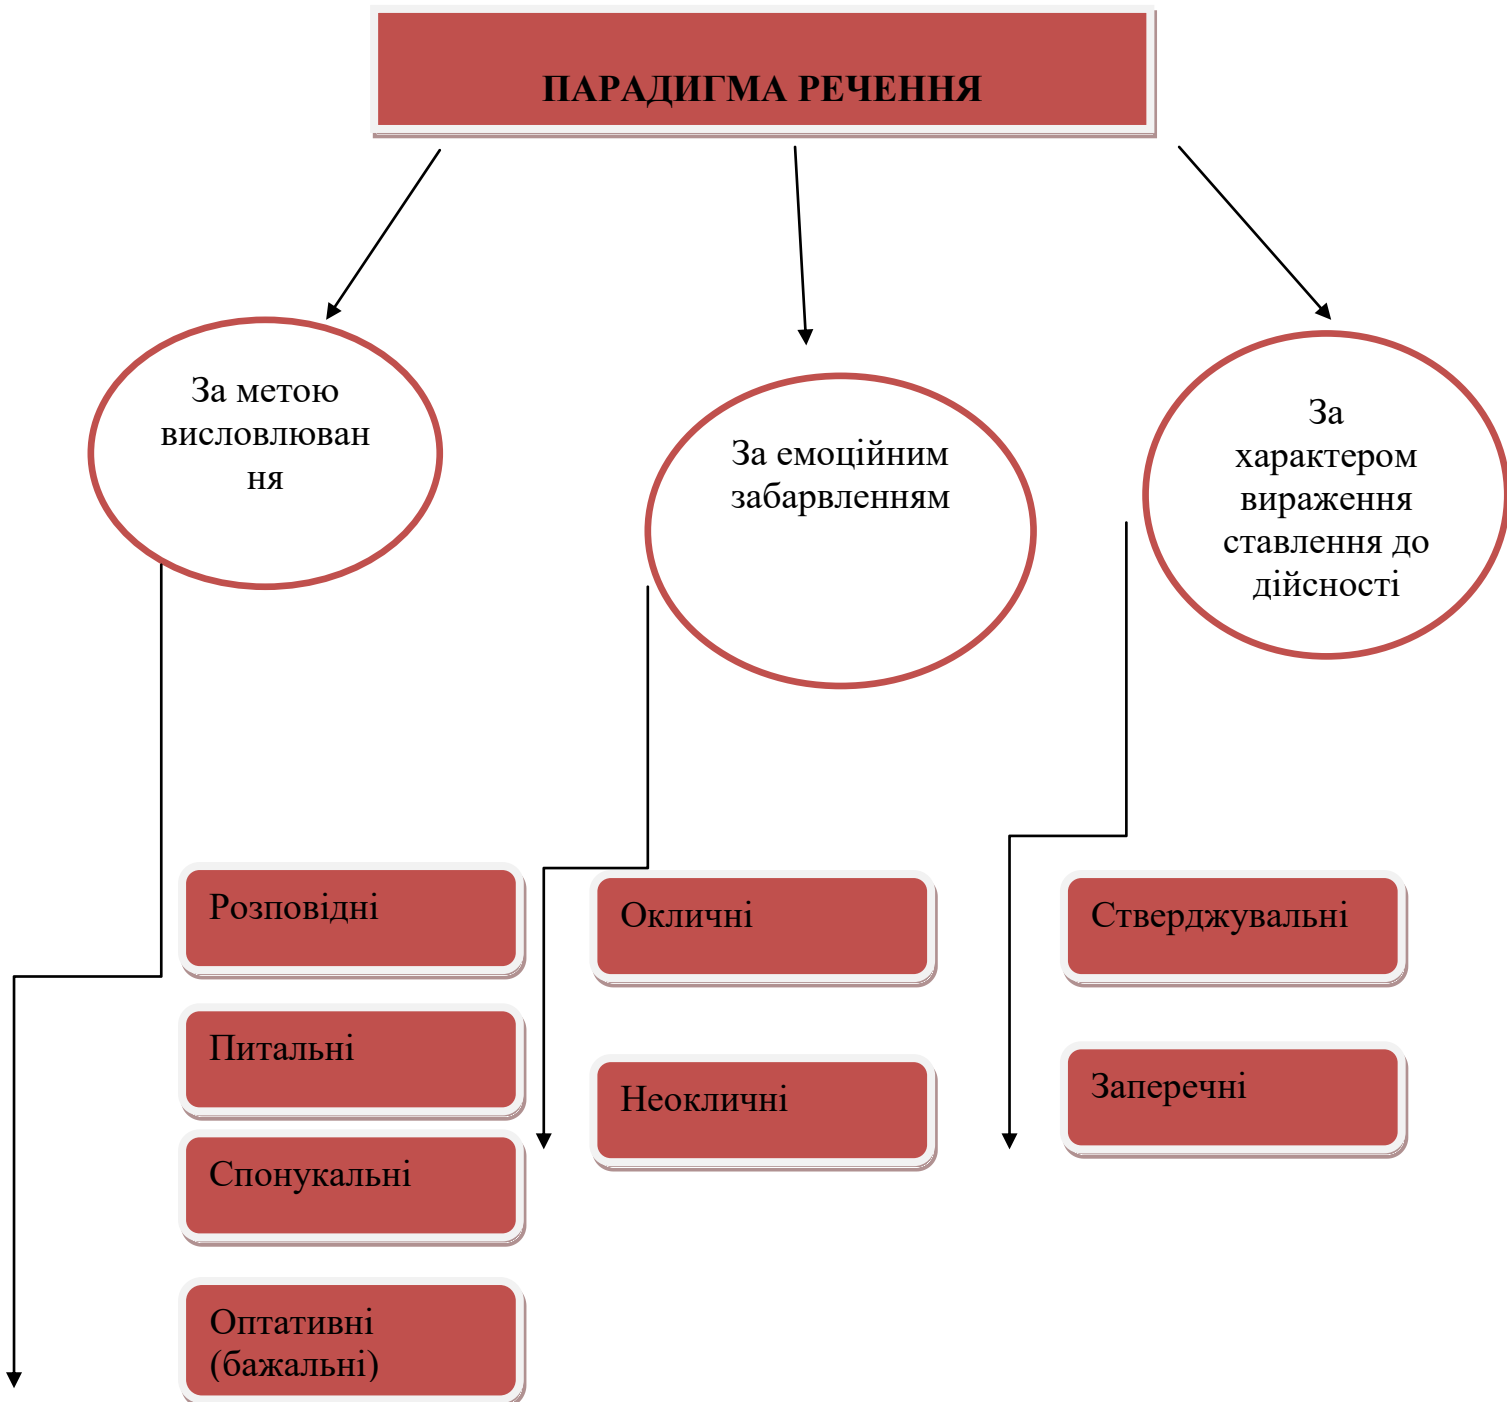 ПАРАДИГМА РЕЧЕННЯ
За метою
висловлюван
ня
За емоційним
забарвленням
За
характером
вираження
ставлення до
дійсності
Розповідні
Питальні
Спонукальні
Оптативні
(бажальні)
Окличні
Неокличні
Стверджувальні
Заперечні